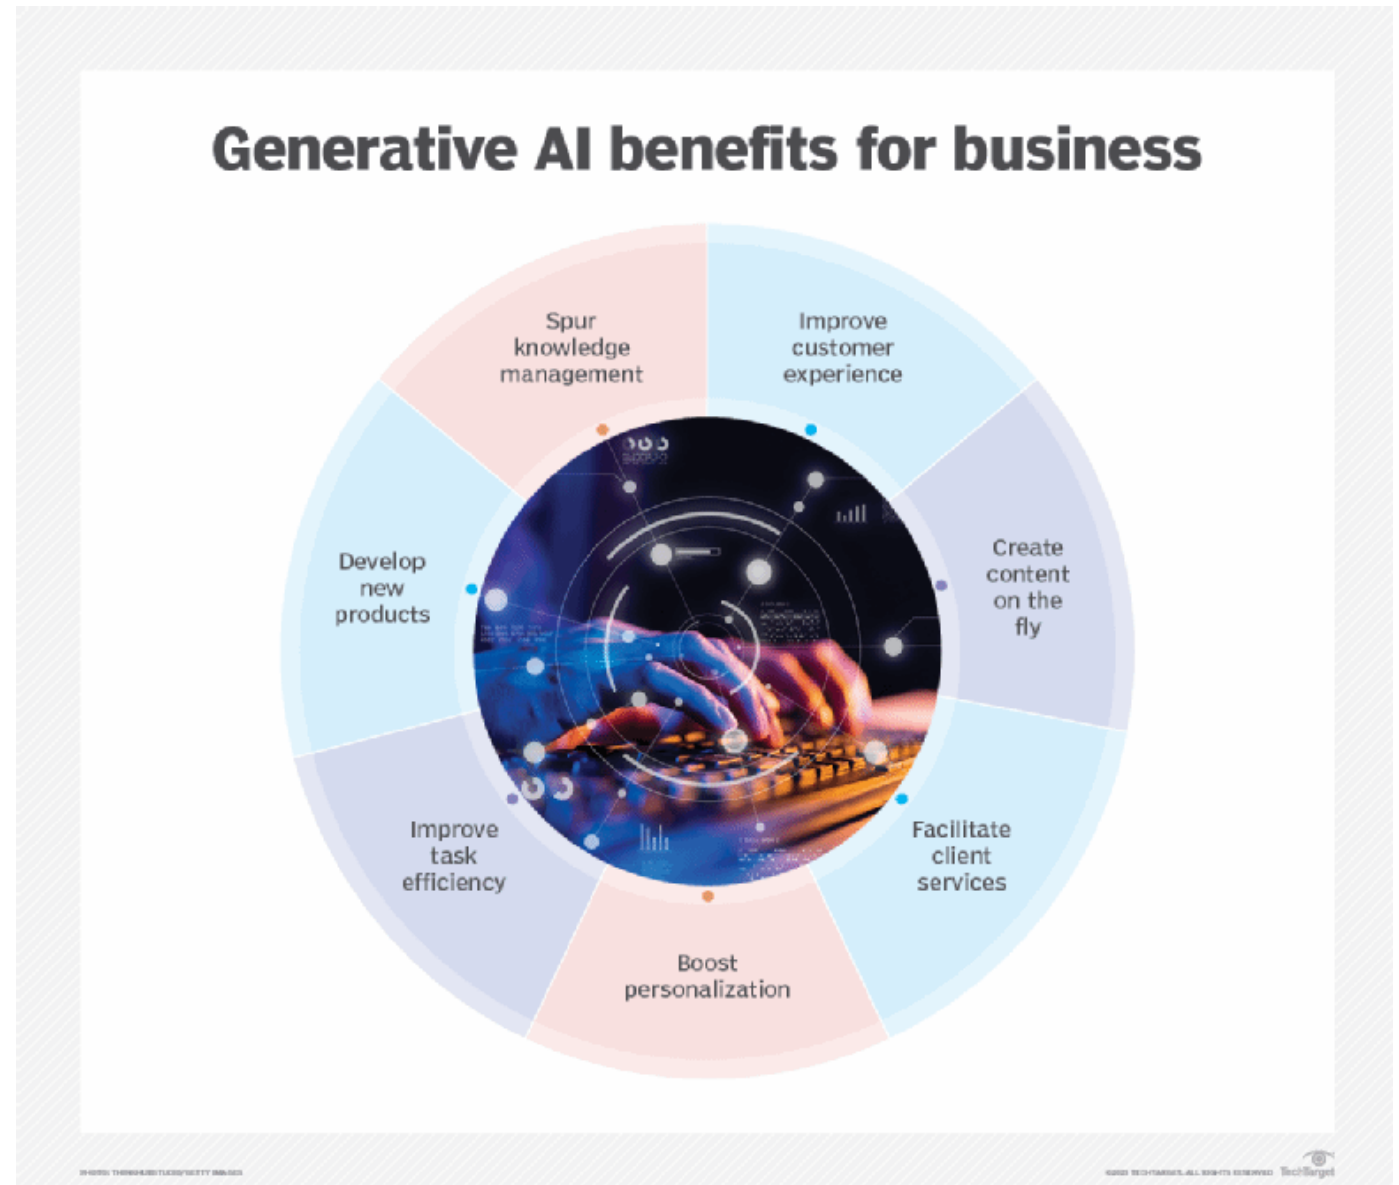 Generative AI benefits for business
Improve
customer
experience
Create
content
on the
fly
Facilitate
client
services
Boost
personalization
Improve
task
efficiency
Develop
new
products
Spur
knowledge
management
TechTarget